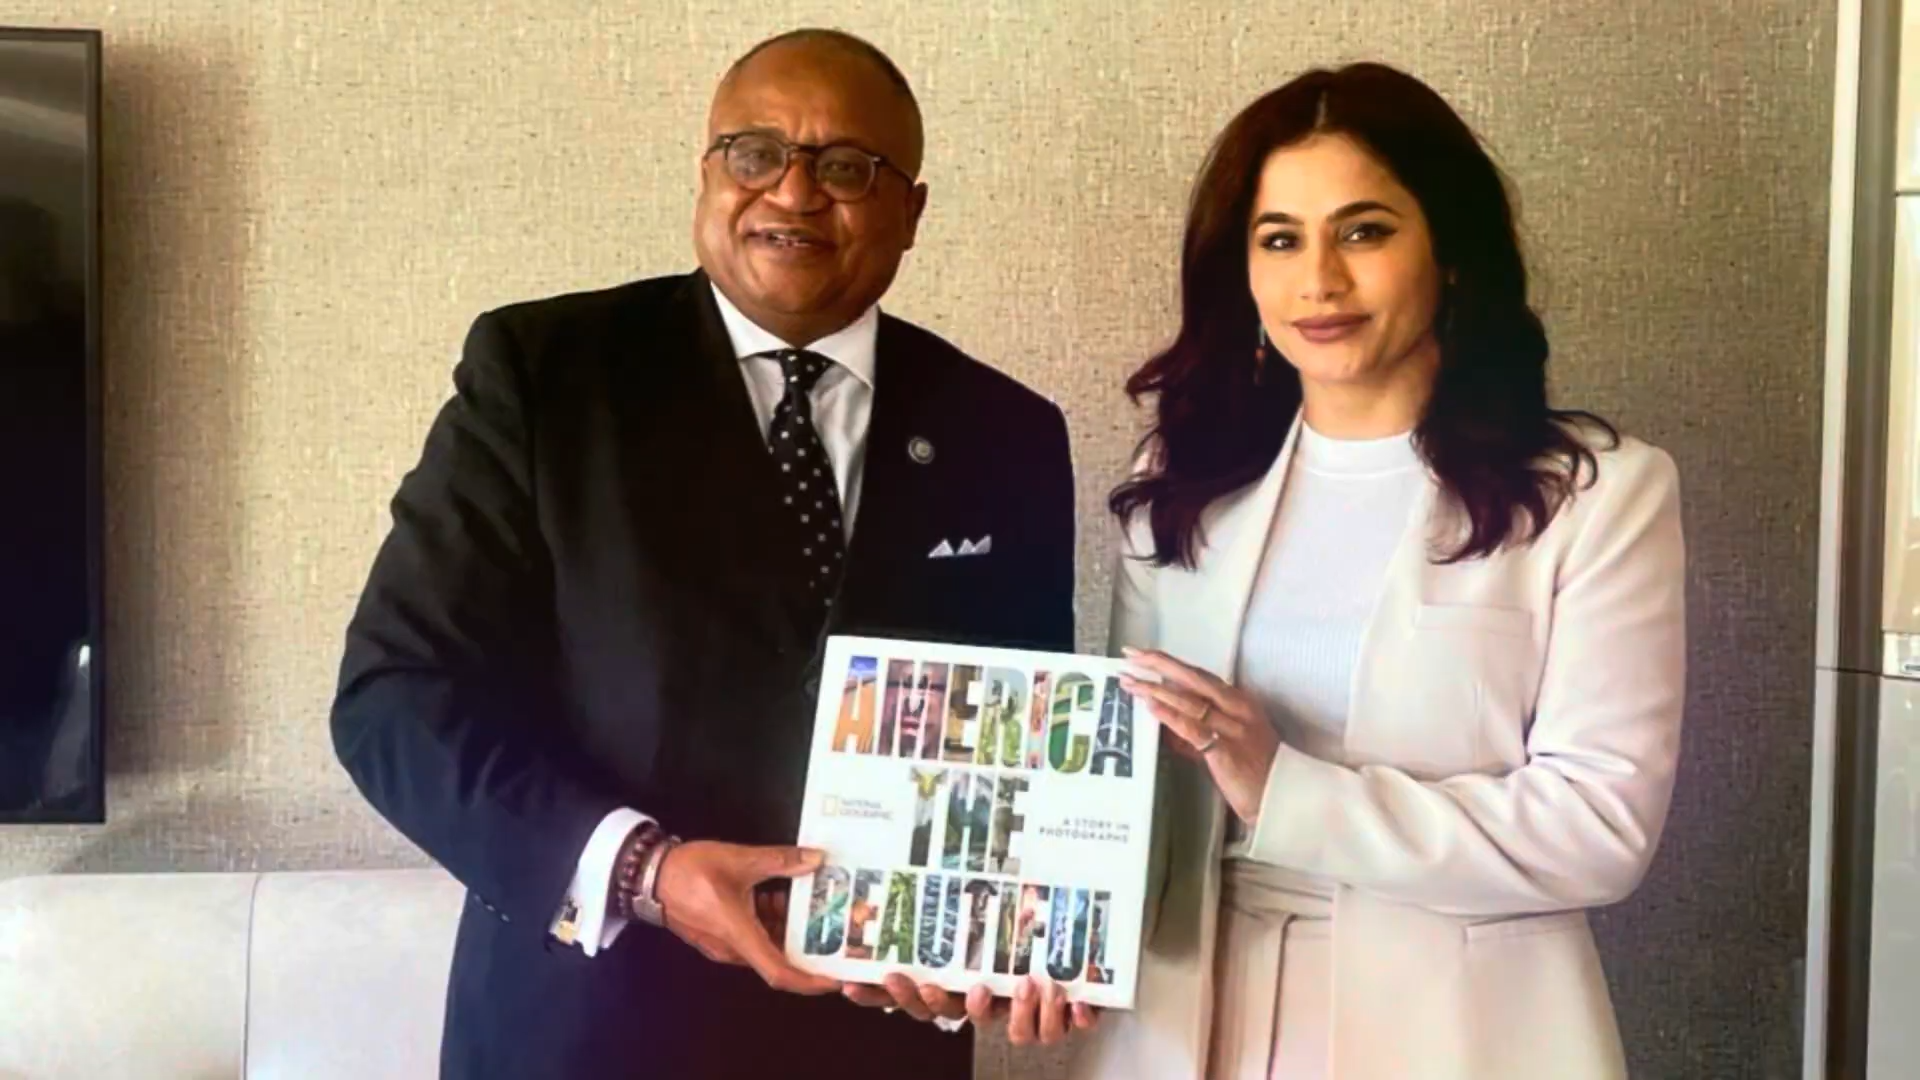 AMERICA
THE
NATIONAL
GEOGRAPHIC
A STORY IN
PHOTOGRAPHS
BEAUTIFUL